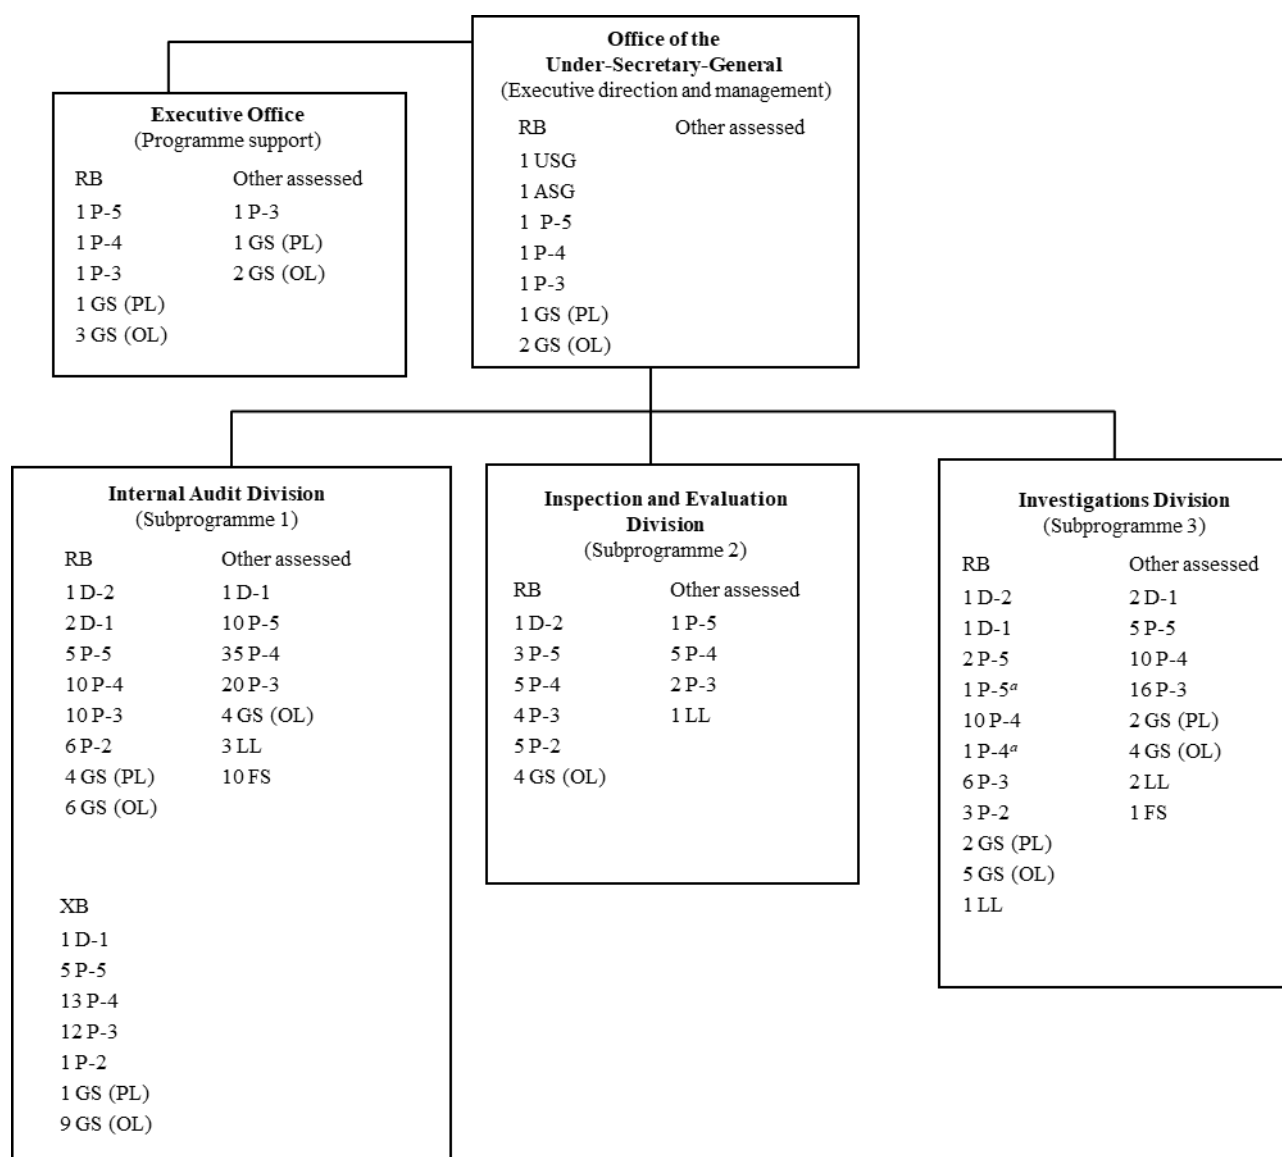 Office of the
Under-Secretary-General
(Executive direction and management)
RB Other assessed
1 USG
1 ASG
1 P-5
1 P-4
1 P-3
1 GS (PL)
2 GS (OL)
Executive Office
(Programme support)
RB Other assessed
1 P-5 1 P-3
1 P-4 1 GS (PL)
1 P-3 2 GS (OL)
1 GS (PL)
3 GS (OL)
Internal Audit Division
(Subprogramme 1)
RB Other assessed
1 D-2 1 D-1
2 D-1 10 P-5
5 P-5 35 P-4
10 P-4 20 P-3
10 P-3 4 GS (OL)
6 P-2 3 LL
4 GS (PL) 10 FS
6 GS (OL)
XB
1 D-1
5 P-5
13 P-4
12 P-3
1 P-2
1 GS (PL)
9 GS (OL)
Inspection and Evaluation
Division
(Subprogramme 2)
RB Other assessed
1 D-2 1 P-5
3 P-5 5 P-4
5 P-4 2 P-3
4 P-3 1 LL
5 P-2
4 GS (OL)
Investigations Division
(Subprogramme 3)
RB Other assessed
1 D-2 2 D-1
1 D-1 5 P-5
2 P-5 10 P-4
1 P-5ᵃ 16 P-3
10 P-4 2 GS (PL)
1 P-4ᵃ 4 GS (OL)
6 P-3 2 LL
3 P-2 1 FS
2 GS (PL)
5 GS (OL)
1 LL